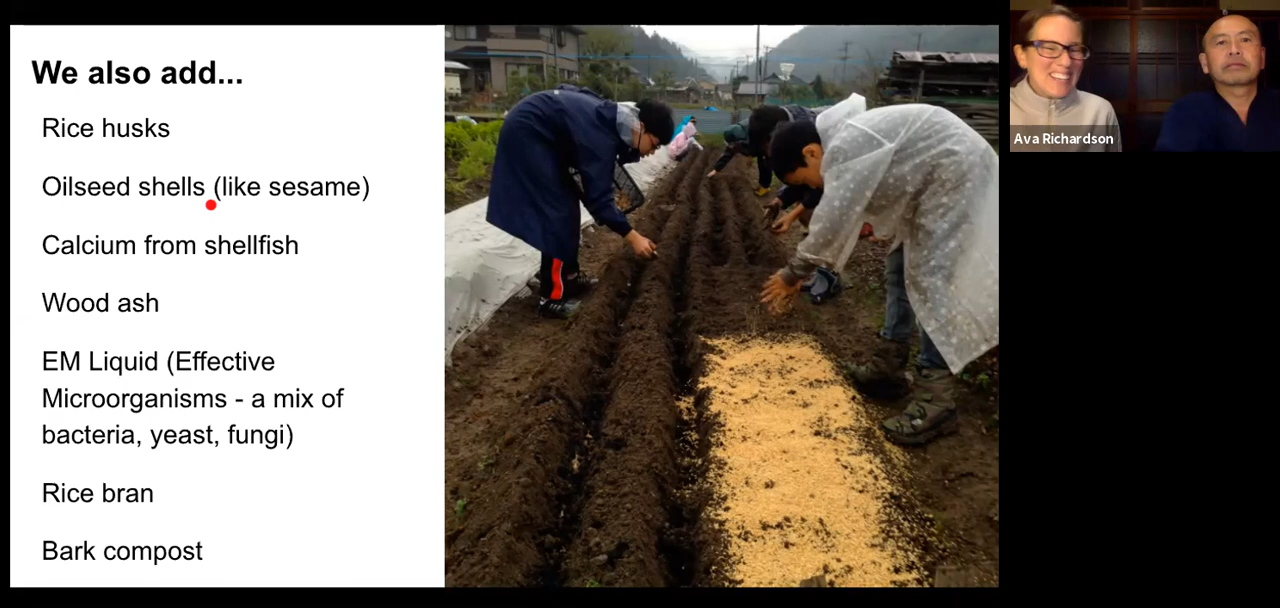 We also add...
Rice husks
Oilseed shells (like sesame)
Calcium from shellfish
Wood ash
EM Liquid (Effective
Microorganisms - a mix of
bacteria, yeast, fungi)
Rice bran
Bark compost
Ava Richardson